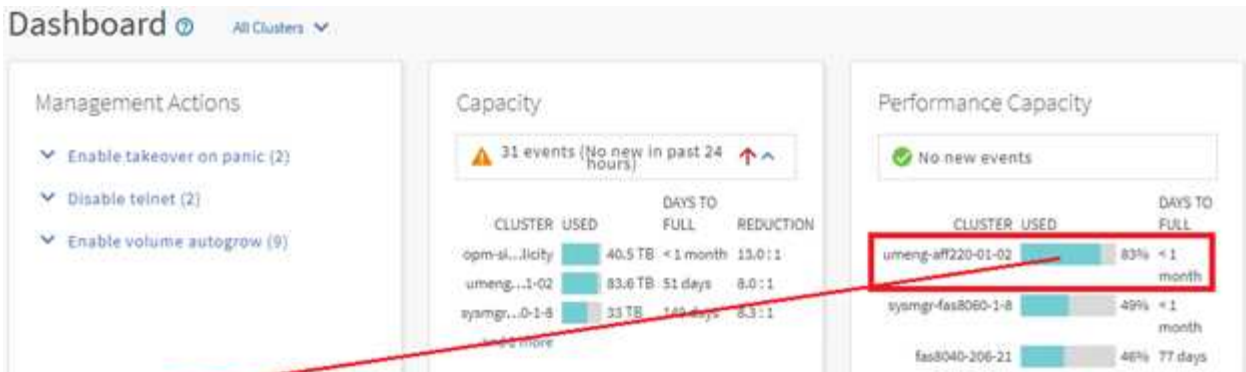 Dashboard All Clusters
Management Actions
Enable takeover on panic (2)
Disable telnet (2)
Enable volume autogrow (9)
Capacity
31 events (No new in past 24
hours)
DAYS TO
CLUSTER USED FULL REDUCTION
opm-si...licity 40.5 TB < 1 month 15.0 : 1
umeng...1-02 83.6 TB 51 days 8.0 : 1
sysmgr...0-1-8 33 TB 149 days 8.3 : 1
more
Performance Capacity
No new events
DAYS TO
CLUSTER USED FULL
umeng-aff220-01-02 83% < 1
month
sysmgr-fas8060-1-8 49% < 1
month
fas8040-206-21 46% 77 days